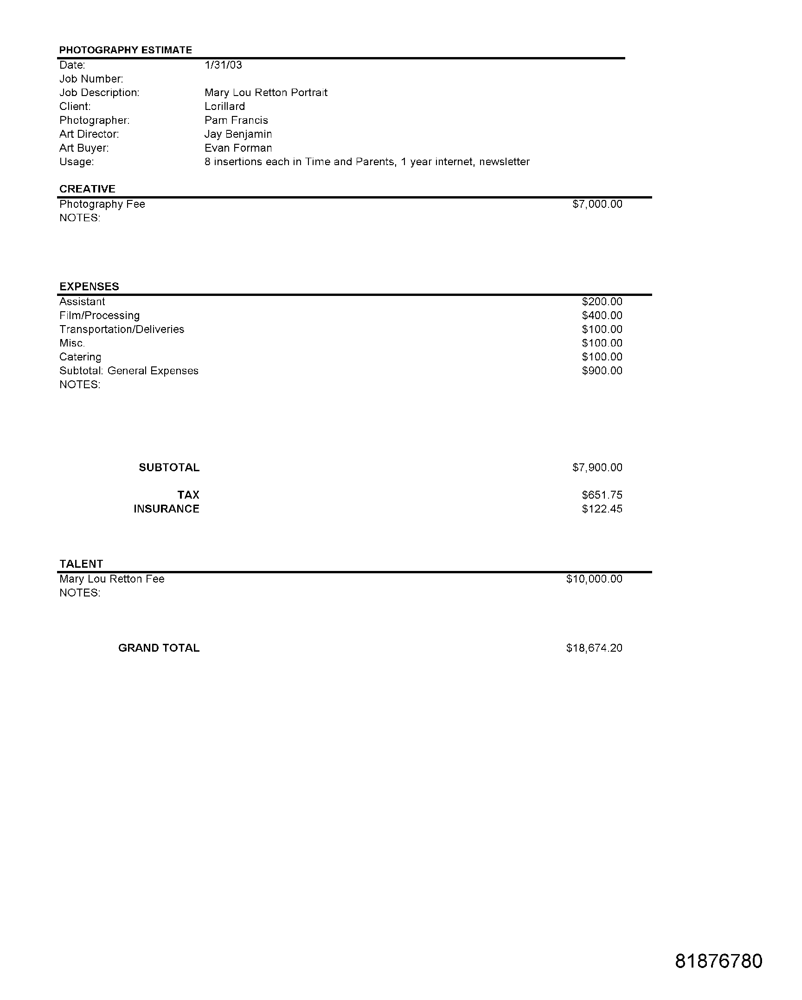 PHOTOGRAPHY ESTIMATE
Date: 1/31/03
Job Number:
Job Description: Mary Lou Retton Portrait
Client: Lorillard
Photographer: Pam Francis
Art Director: Jay Benjamin
Art Buyer: Evan Forman
Usage: 8 insertions each in Time and Parents, 1 year internet, newsletter
CREATIVE
Photography Fee $7,000.00
NOTES:
EXPENSES
Assistant $200.00
Film/Processing $400.00
Transportation/Deliveries $100.00
Misc. $100.00
Catering $100.00
Subtotal: General Expenses $900.00
NOTES:
SUBTOTAL $7,900.00
TAX $651.75
INSURANCE $122.45
TALENT
Mary Lou Retton Fee $10,000.00
NOTES:
GRAND TOTAL $18,674.20
81876780